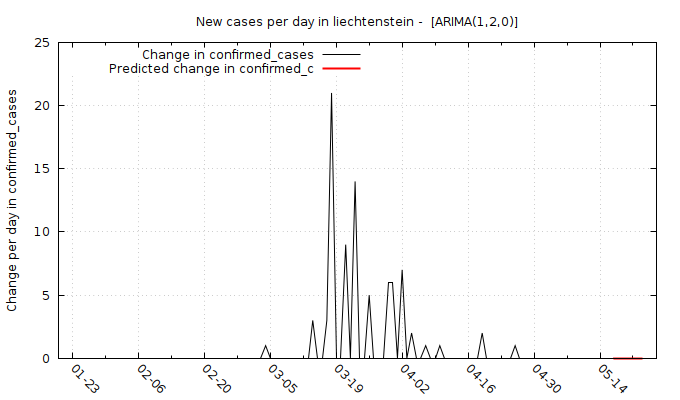 New cases per day in liechtenstein -  [ARIMA(1,2,0)]
Change in confirmed_cases
Predicted change in confirmed_c
Change per day in confirmed_cases
25
20
15
10
5
0
01-23 02-06 02-20 03-05 03-19 04-02 04-16 04-30 05-14